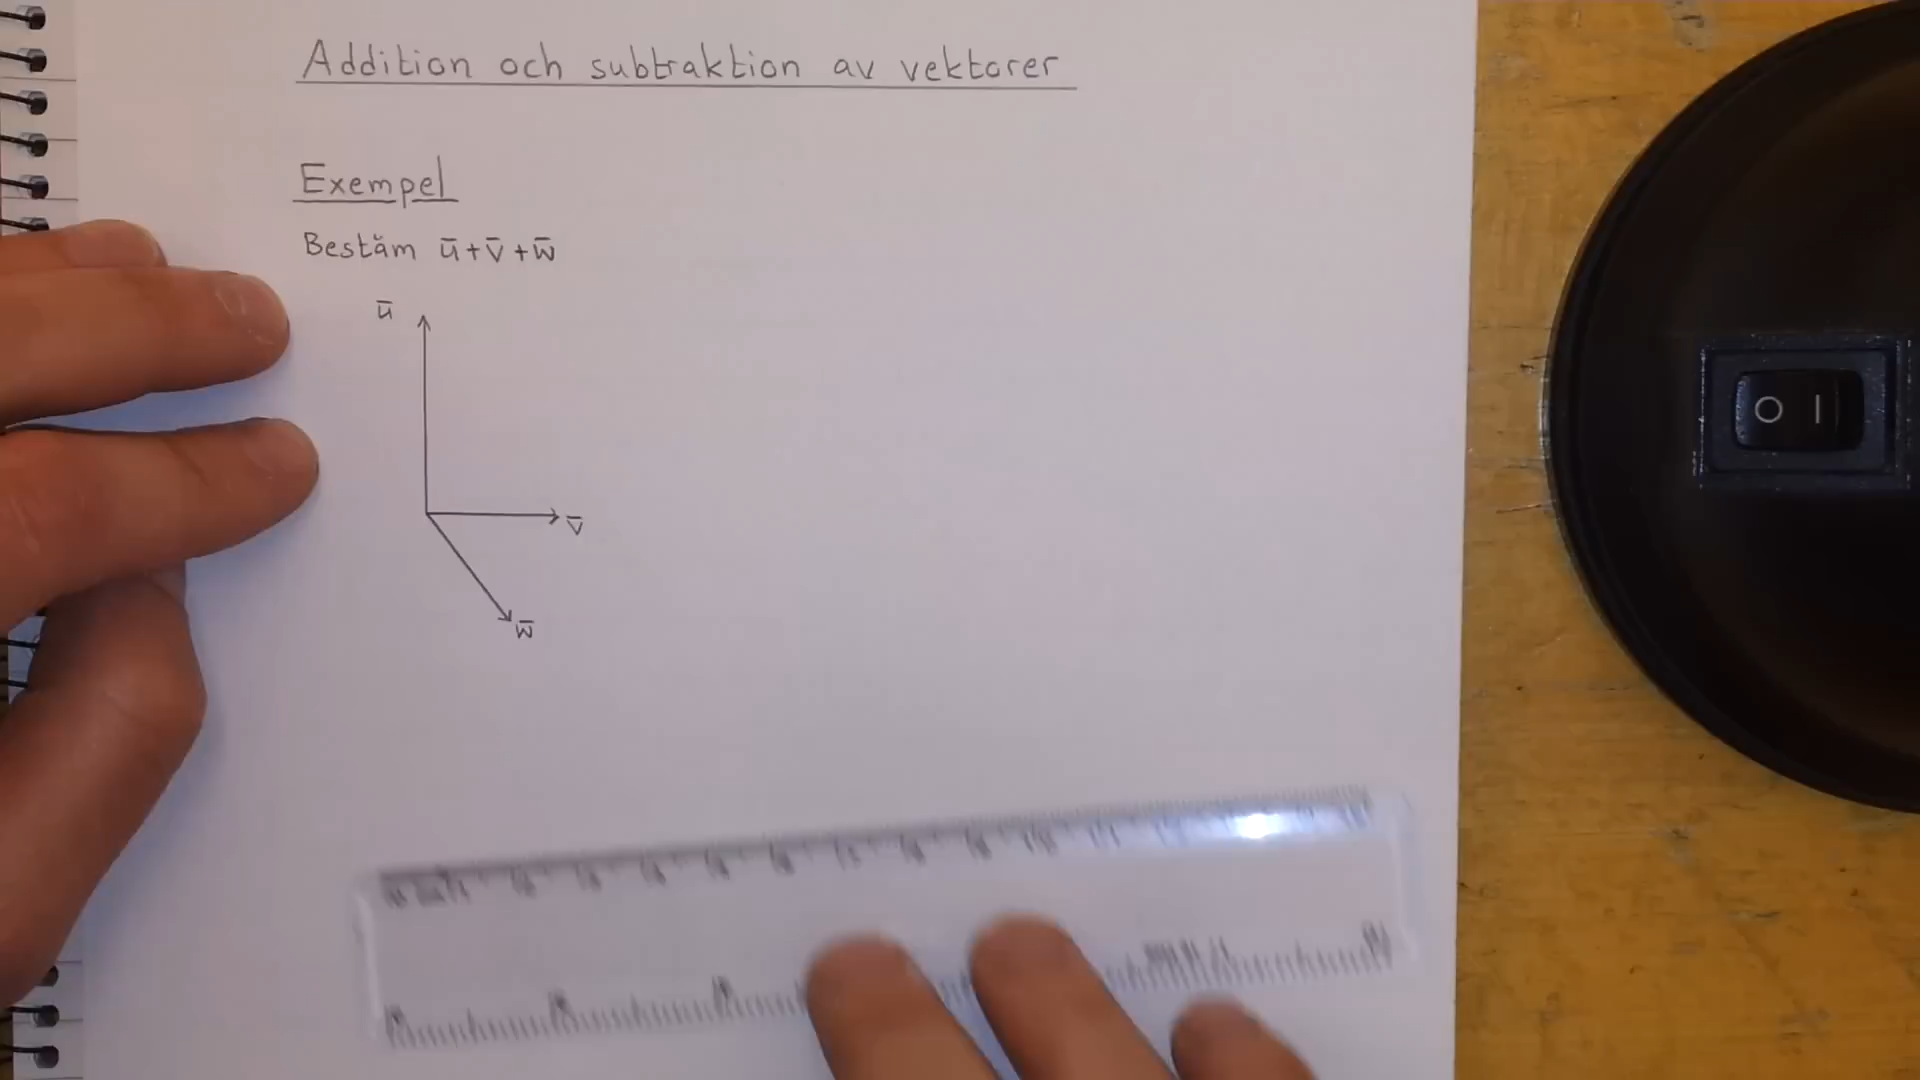 Addition och subtraktion av vektorer
Exempel
Bestäm ū+v̄+w̄
ū
v̄
w̄
O I